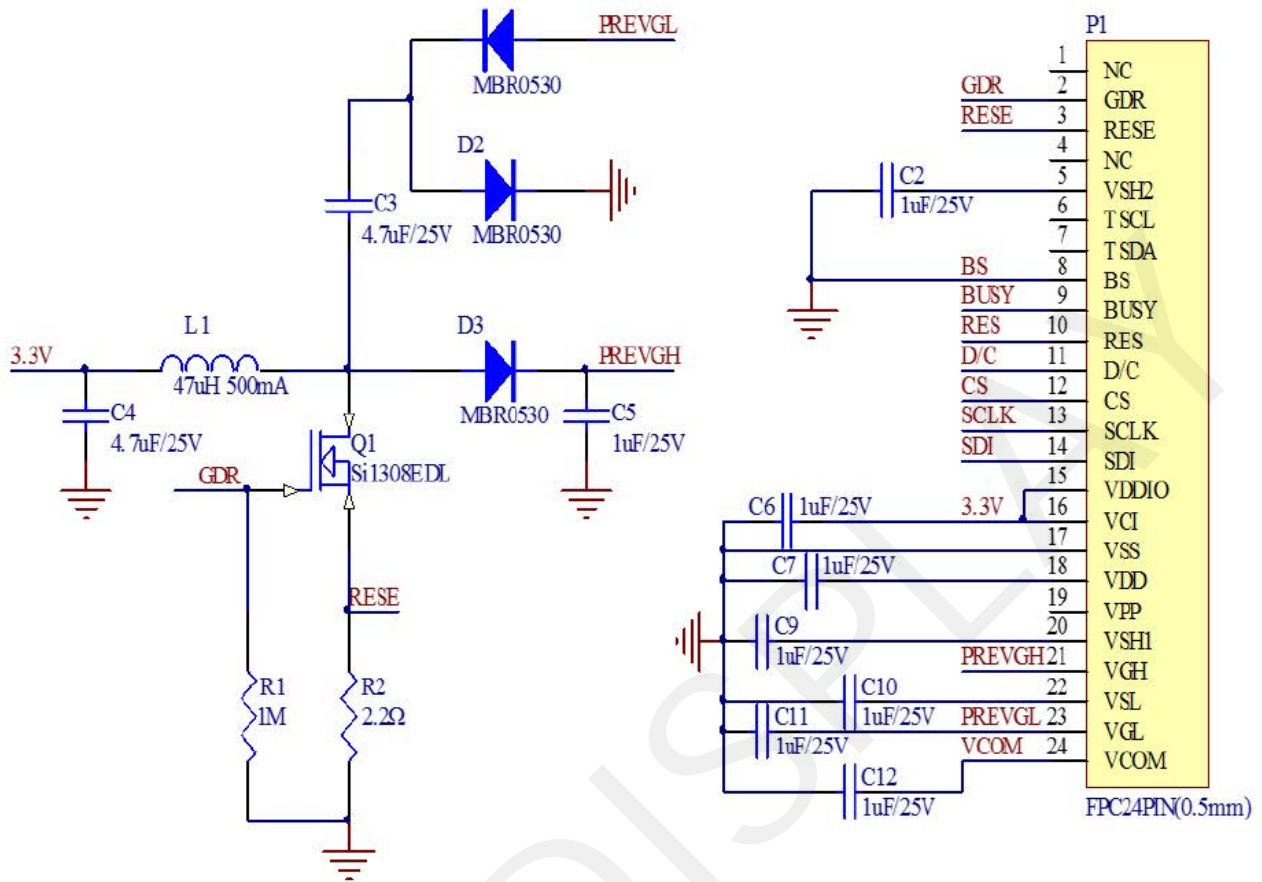 PREVGL
MBR0530
D2
MBR0530
C3
4.7uF/25V
L1
3.3V
47uH 500mA
C4
4.7uF/25V
D3
MBR0530
PREVGH
C5
1uF/25V
Q1
Si1308EDL
GDR
RESE
R1
1M
R2
2.2Ω
P1
1 NC
GDR 2 GDR
RESE 3 RESE
4 NC
C2
1uF/25V
5 VSH2
6 TSCL
7 TSDA
BS 8 BS
BUSY 9 BUSY
RES 10 RES
D/C 11 D/C
CS 12 CS
SCLK 13 SCLK
SDI 14 SDI
15 VDDIO
C6 1uF/25V 3.3V 16 VCI
17 VSS
C7 1uF/25V 18 VDD
19 VPP
C9
1uF/25V
20 VSH1
PREVGH 21 VGH
C10
1uF/25V
22 VSL
C11
1uF/25V
PREVGL 23 VGL
VCOM 24 VCOM
C12
1uF/25V
FPC24PIN(0.5mm)
DISPLAY